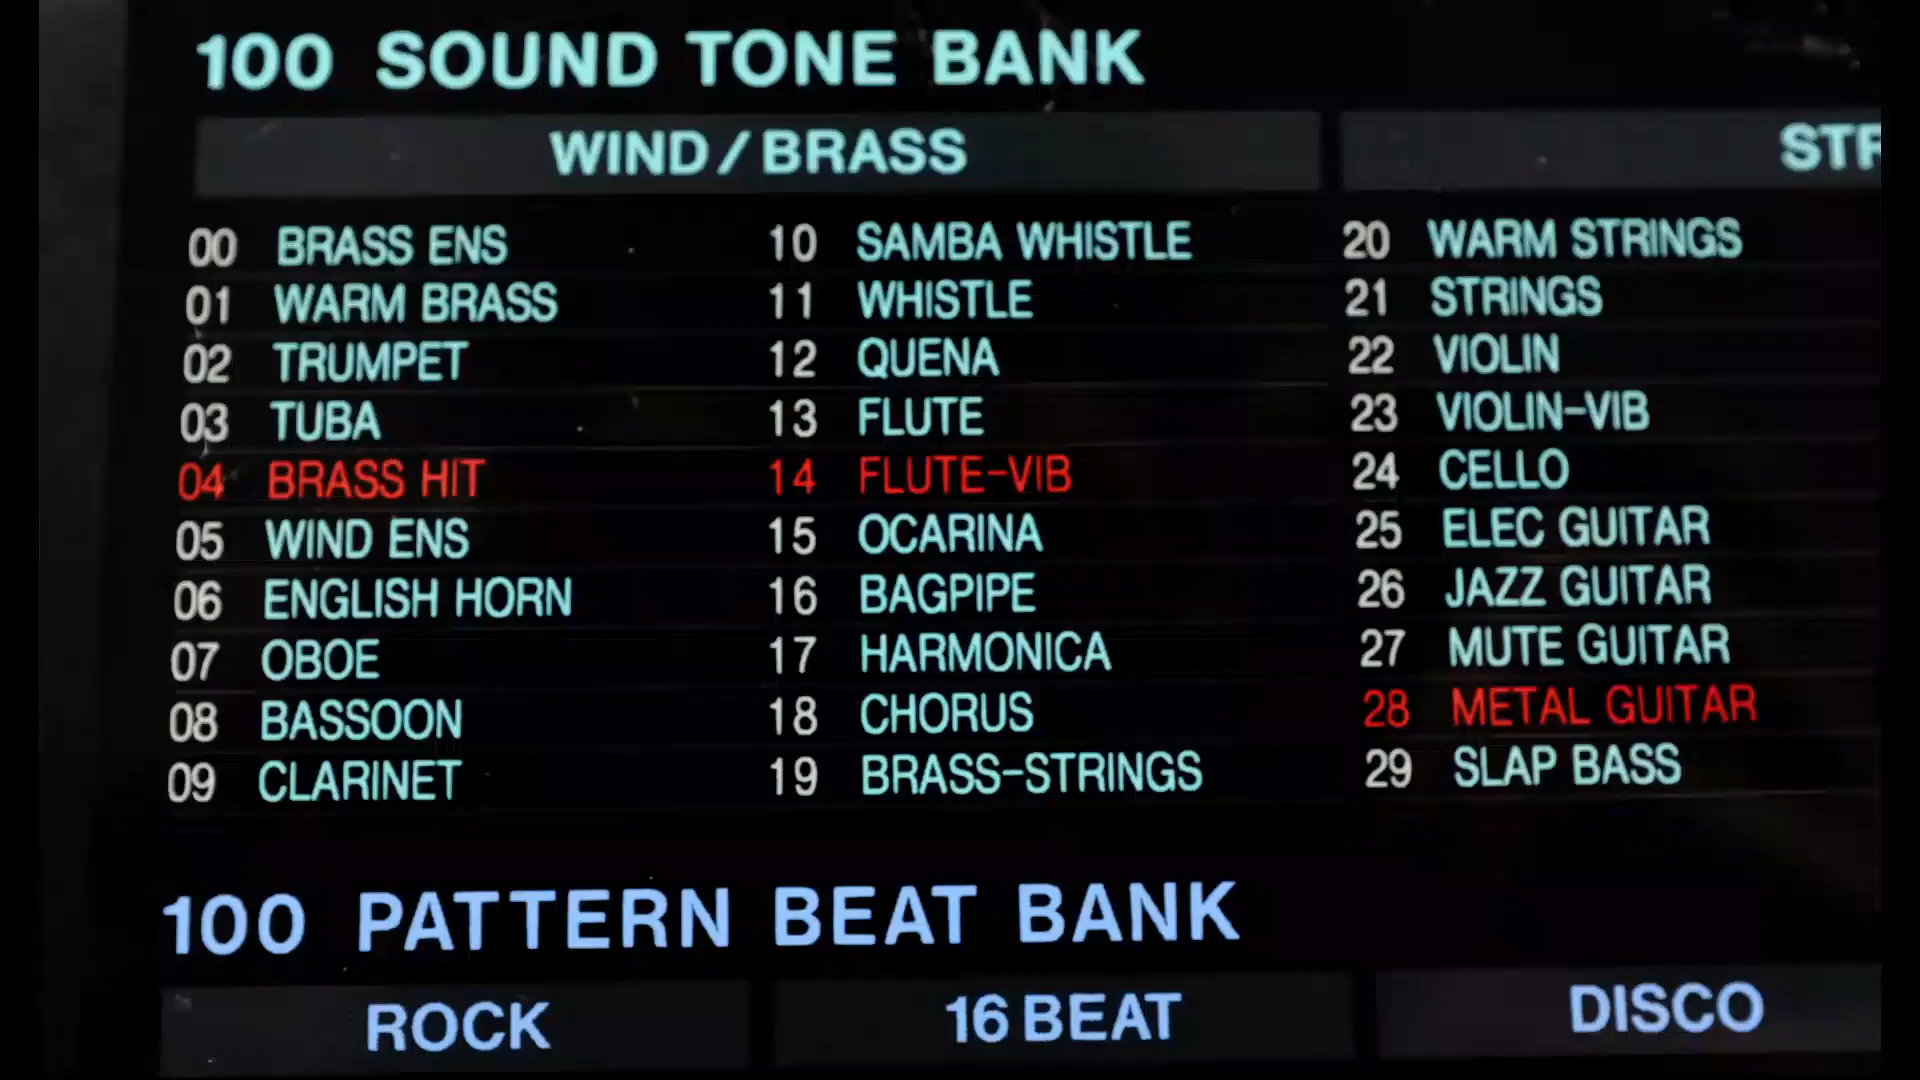 100 SOUND TONE BANK
WIND/BRASS
00 BRASS ENS
01 WARM BRASS
02 TRUMPET
03 TUBA
04 BRASS HIT
05 WIND ENS
06 ENGLISH HORN
07 OBOE
08 BASSOON
09 CLARINET
10 SAMBA WHISTLE
11 WHISTLE
12 QUENA
13 FLUTE
14 FLUTE-VIB
15 OCARINA
16 BAGPIPE
17 HARMONICA
18 CHORUS
19 BRASS-STRINGS
20 WARM STRINGS
21 STRINGS
22 VIOLIN
23 VIOLIN-VIB
24 CELLO
25 ELEC GUITAR
26 JAZZ GUITAR
27 MUTE GUITAR
28 METAL GUITAR
29 SLAP BASS
100 PATTERN BEAT BANK
ROCK
16 BEAT
DISCO